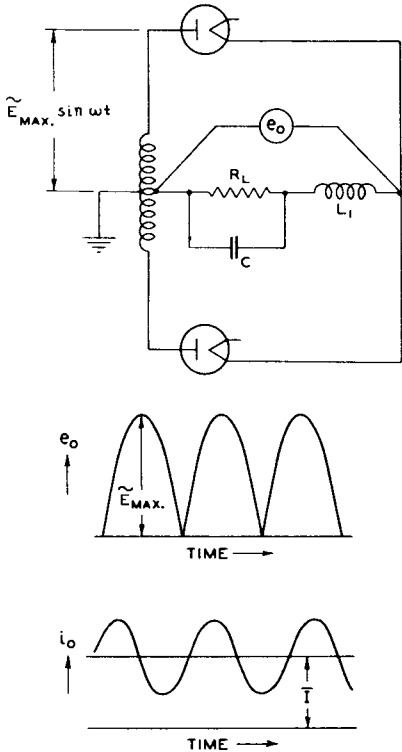 Ẽ MAX. sin ωt
e₀
R_L
L₁
C
e₀
Ẽ MAX.
TIME
i₀
Ī
TIME